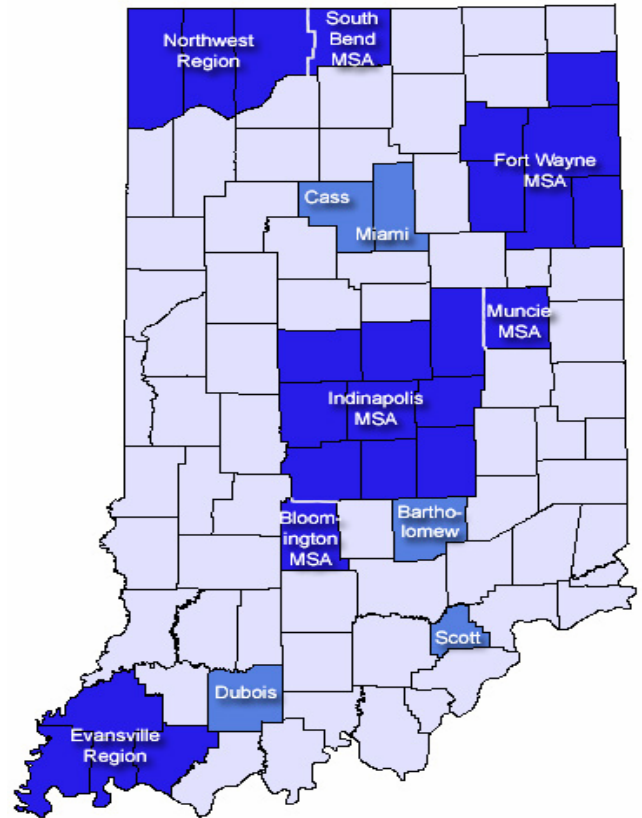 Northwest
Region
South
Bend
MSA
Fort Wayne
MSA
Cass
Miami
Muncie
MSA
Indinapolis
MSA
Bloom-
ington
MSA
Bartho-
lomew
Scott
Dubois
Evansville
Region